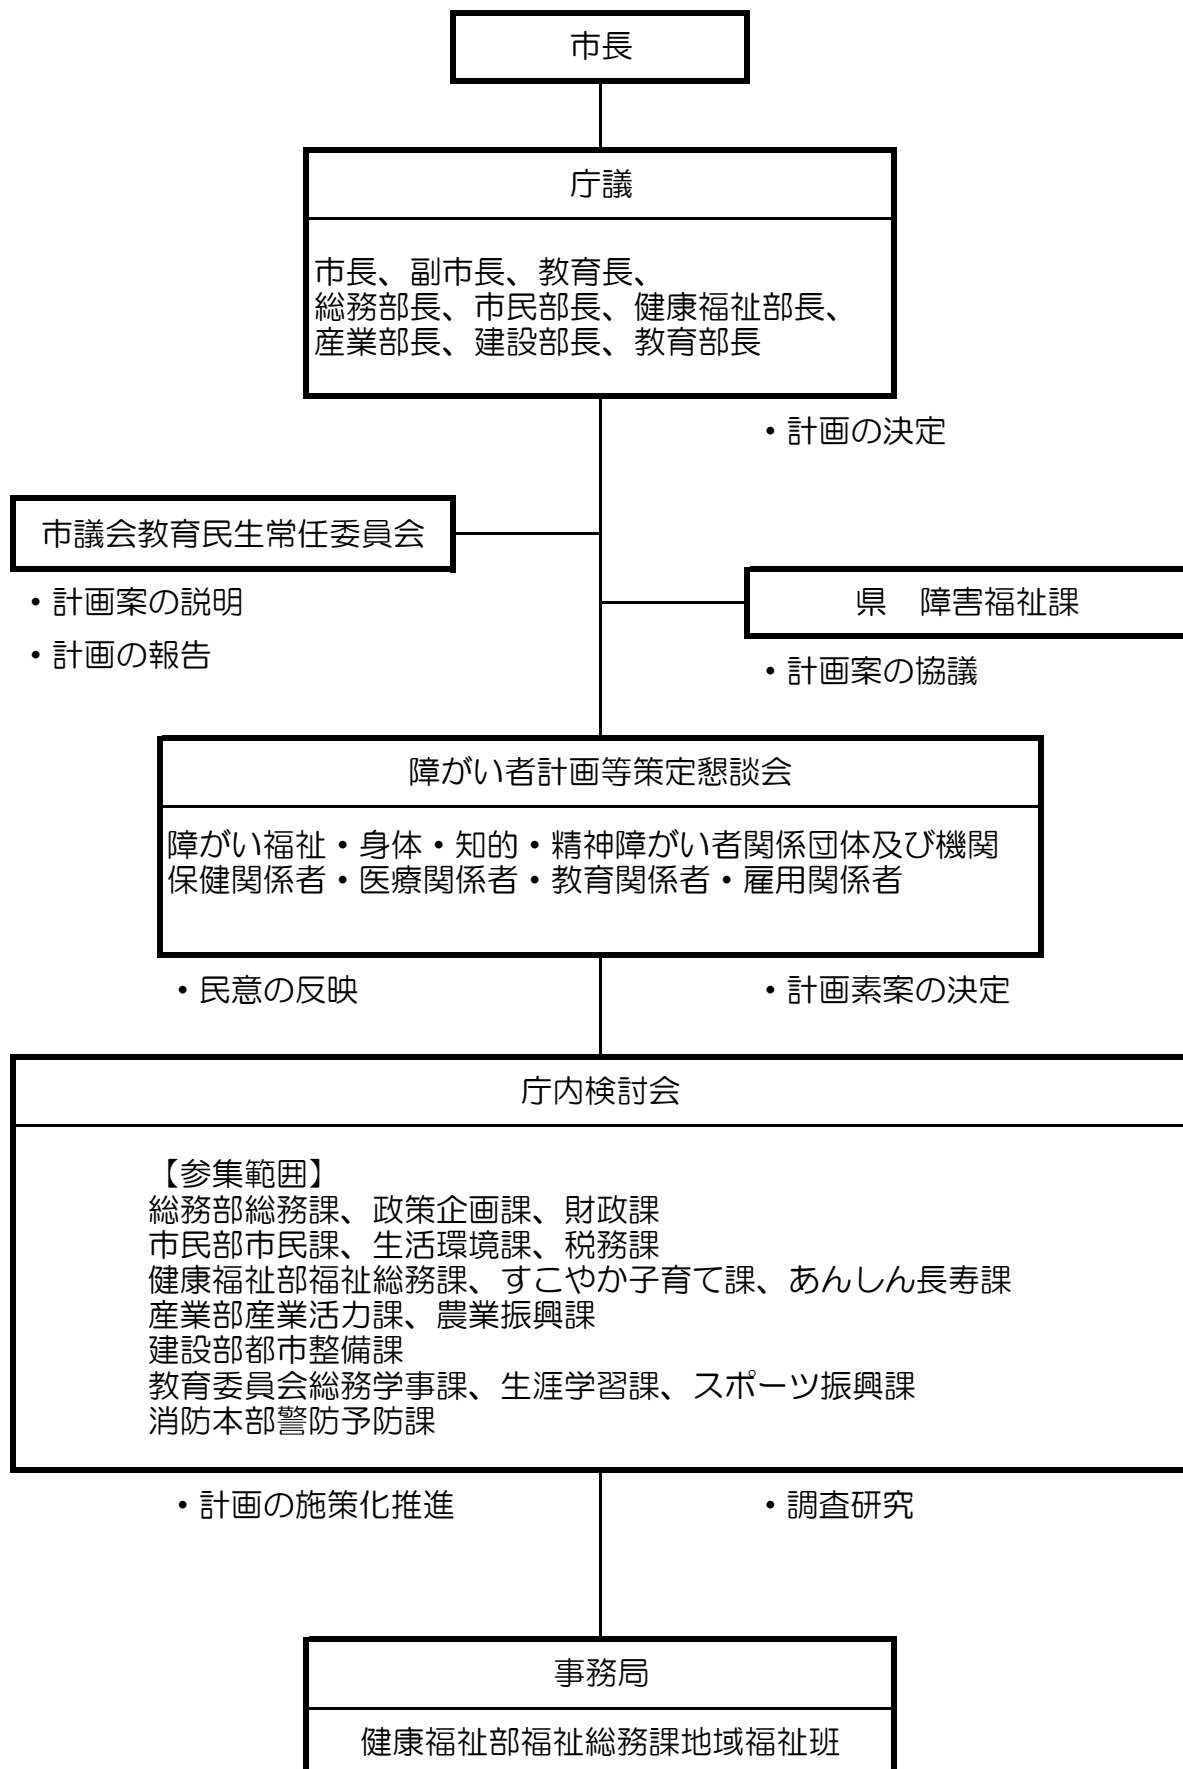 市長
庁議
市長、副市長、教育長、
総務部長、市民部長、健康福祉部長、
産業部長、建設部長、教育部長
・計画の決定
市議会教育民生常任委員会
・計画案の説明
・計画の報告
県　障害福祉課
・計画案の協議
障がい者計画等策定懇談会
障がい福祉・身体・知的・精神障がい者関係団体及び機関
保健関係者・医療関係者・教育関係者・雇用関係者
・民意の反映
・計画素案の決定
庁内検討会
【参集範囲】
総務部総務課、政策企画課、財政課
市民部市民課、生活環境課、税務課
健康福祉部福祉総務課、すこやか子育て課、あんしん長寿課
産業部産業活力課、農業振興課
建設部都市整備課
教育委員会総務学事課、生涯学習課、スポーツ振興課
消防本部警防予防課
・計画の施策化推進
・調査研究
事務局
健康福祉部福祉総務課地域福祉班